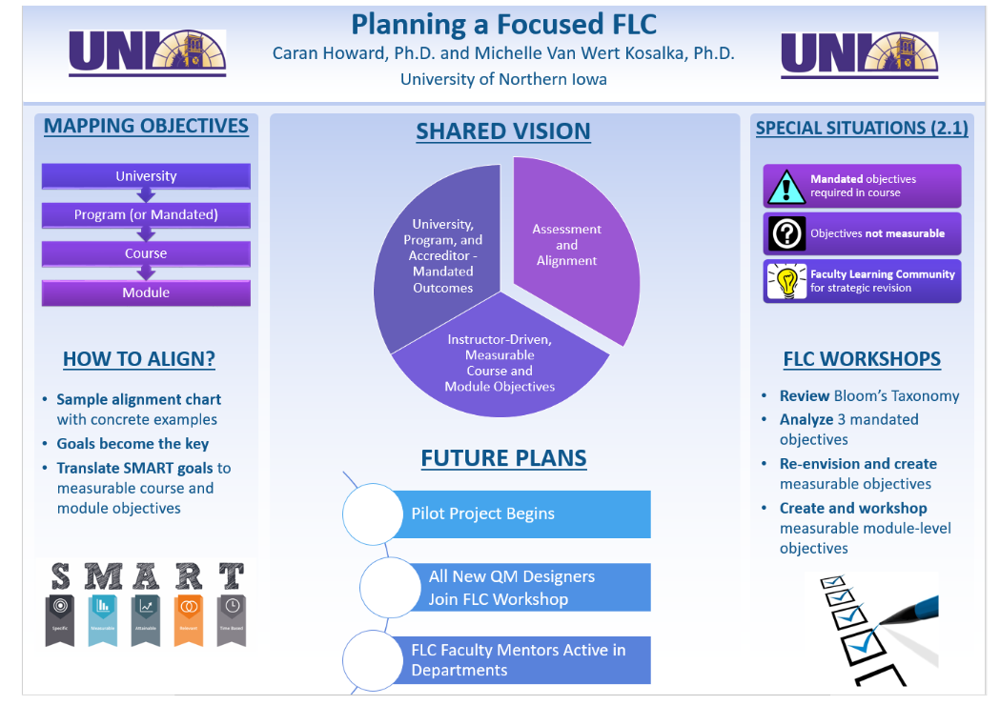 UNI
Planning a Focused FLC
Caran Howard, Ph.D. and Michelle Van Wert Kosalka, Ph.D.
University of Northern Iowa
UNI
MAPPING OBJECTIVES
University
Program (or Mandated)
Course
Module
HOW TO ALIGN?
• Sample alignment chart
with concrete examples
• Goals become the key
• Translate SMART goals to
measurable course and
module objectives
S M A R T
Specific
Measurable
Attainable
Relevant
Time Based
SHARED VISION
University,
Program, and
Accreditor -
Mandated
Outcomes
Assessment
and
Alignment
Instructor-Driven,
Measurable
Course and
Module Objectives
FUTURE PLANS
Pilot Project Begins
All New QM Designers
Join FLC Workshop
FLC Faculty Mentors Active in
Departments
SPECIAL SITUATIONS (2.1)
Mandated objectives
required in course
Objectives not measurable
Faculty Learning Community
for strategic revision
FLC WORKSHOPS
• Review Bloom's Taxonomy
• Analyze 3 mandated
objectives
• Re-envision and create
measurable objectives
• Create and workshop
measurable module-level
objectives